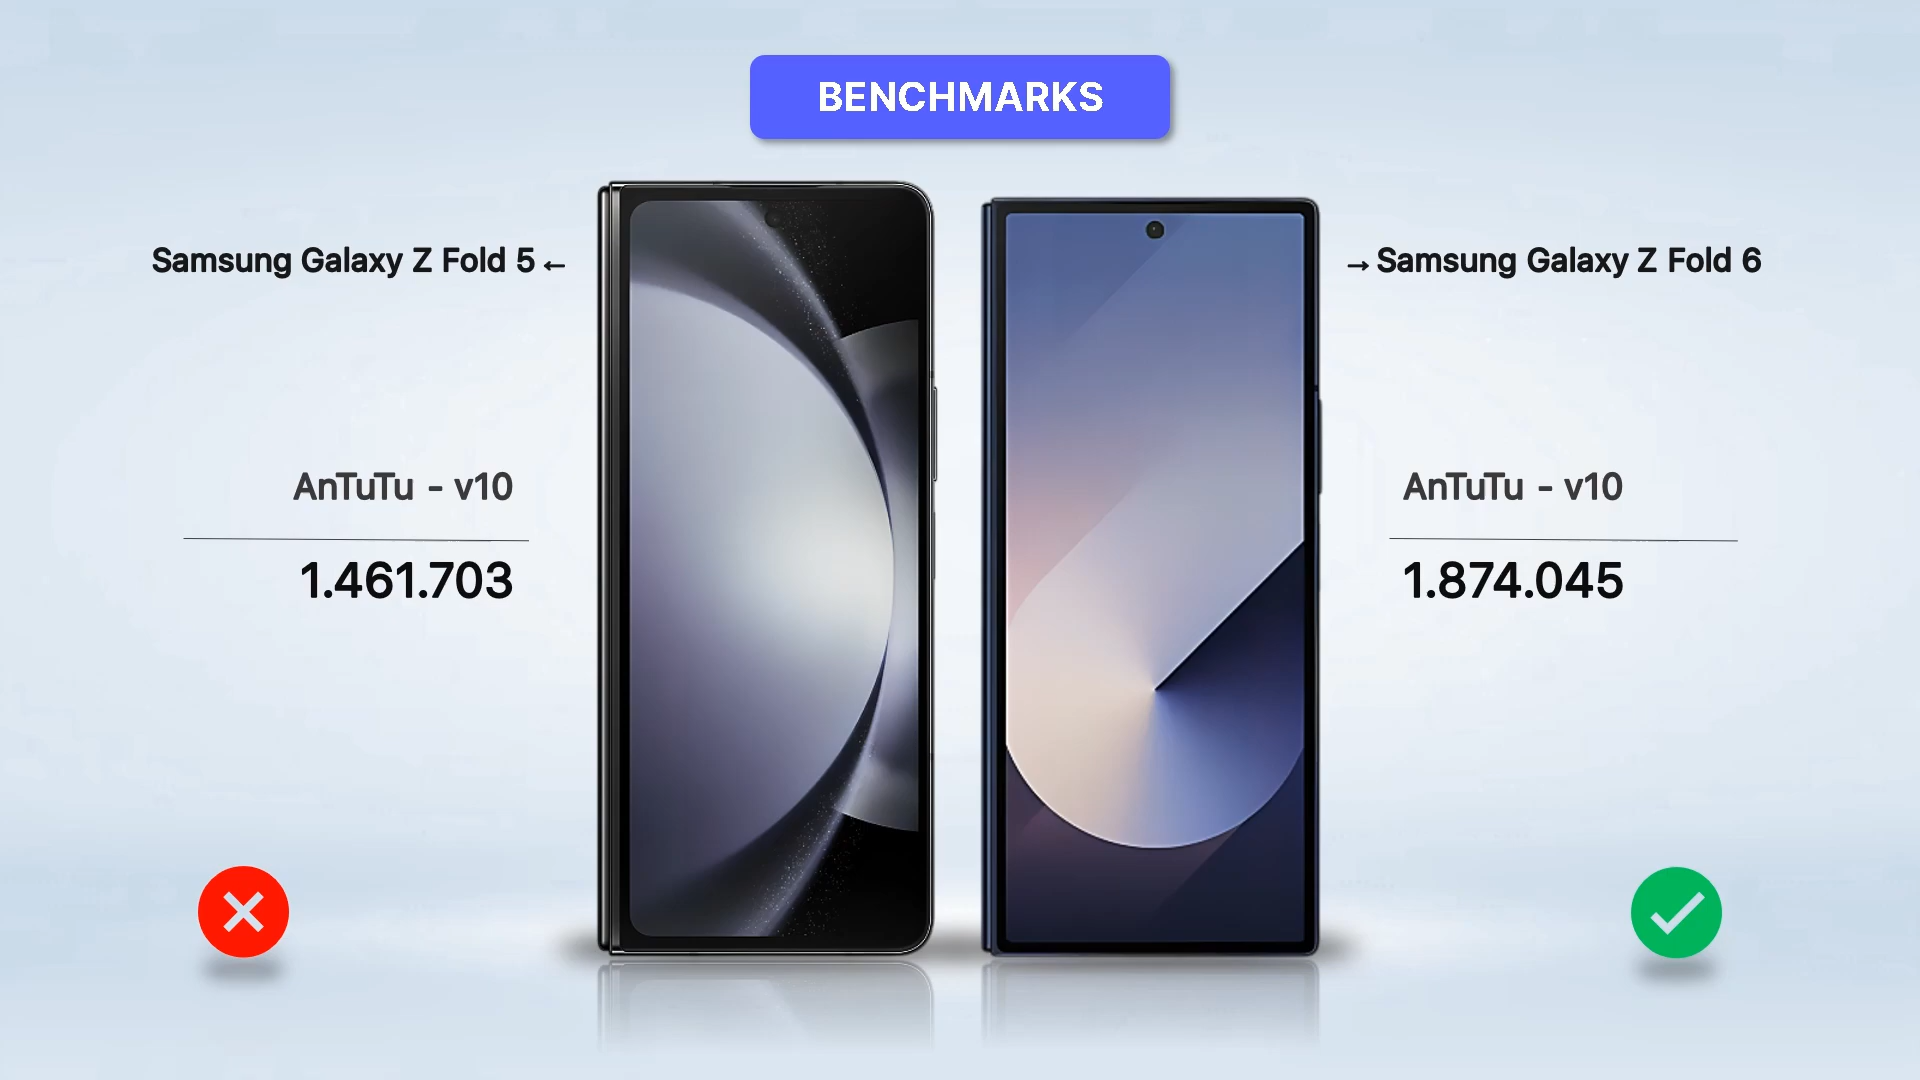 BENCHMARKS
Samsung Galaxy Z Fold 5 ←
→ Samsung Galaxy Z Fold 6
AnTuTu - v10
1.461.703
AnTuTu - v10
1.874.045